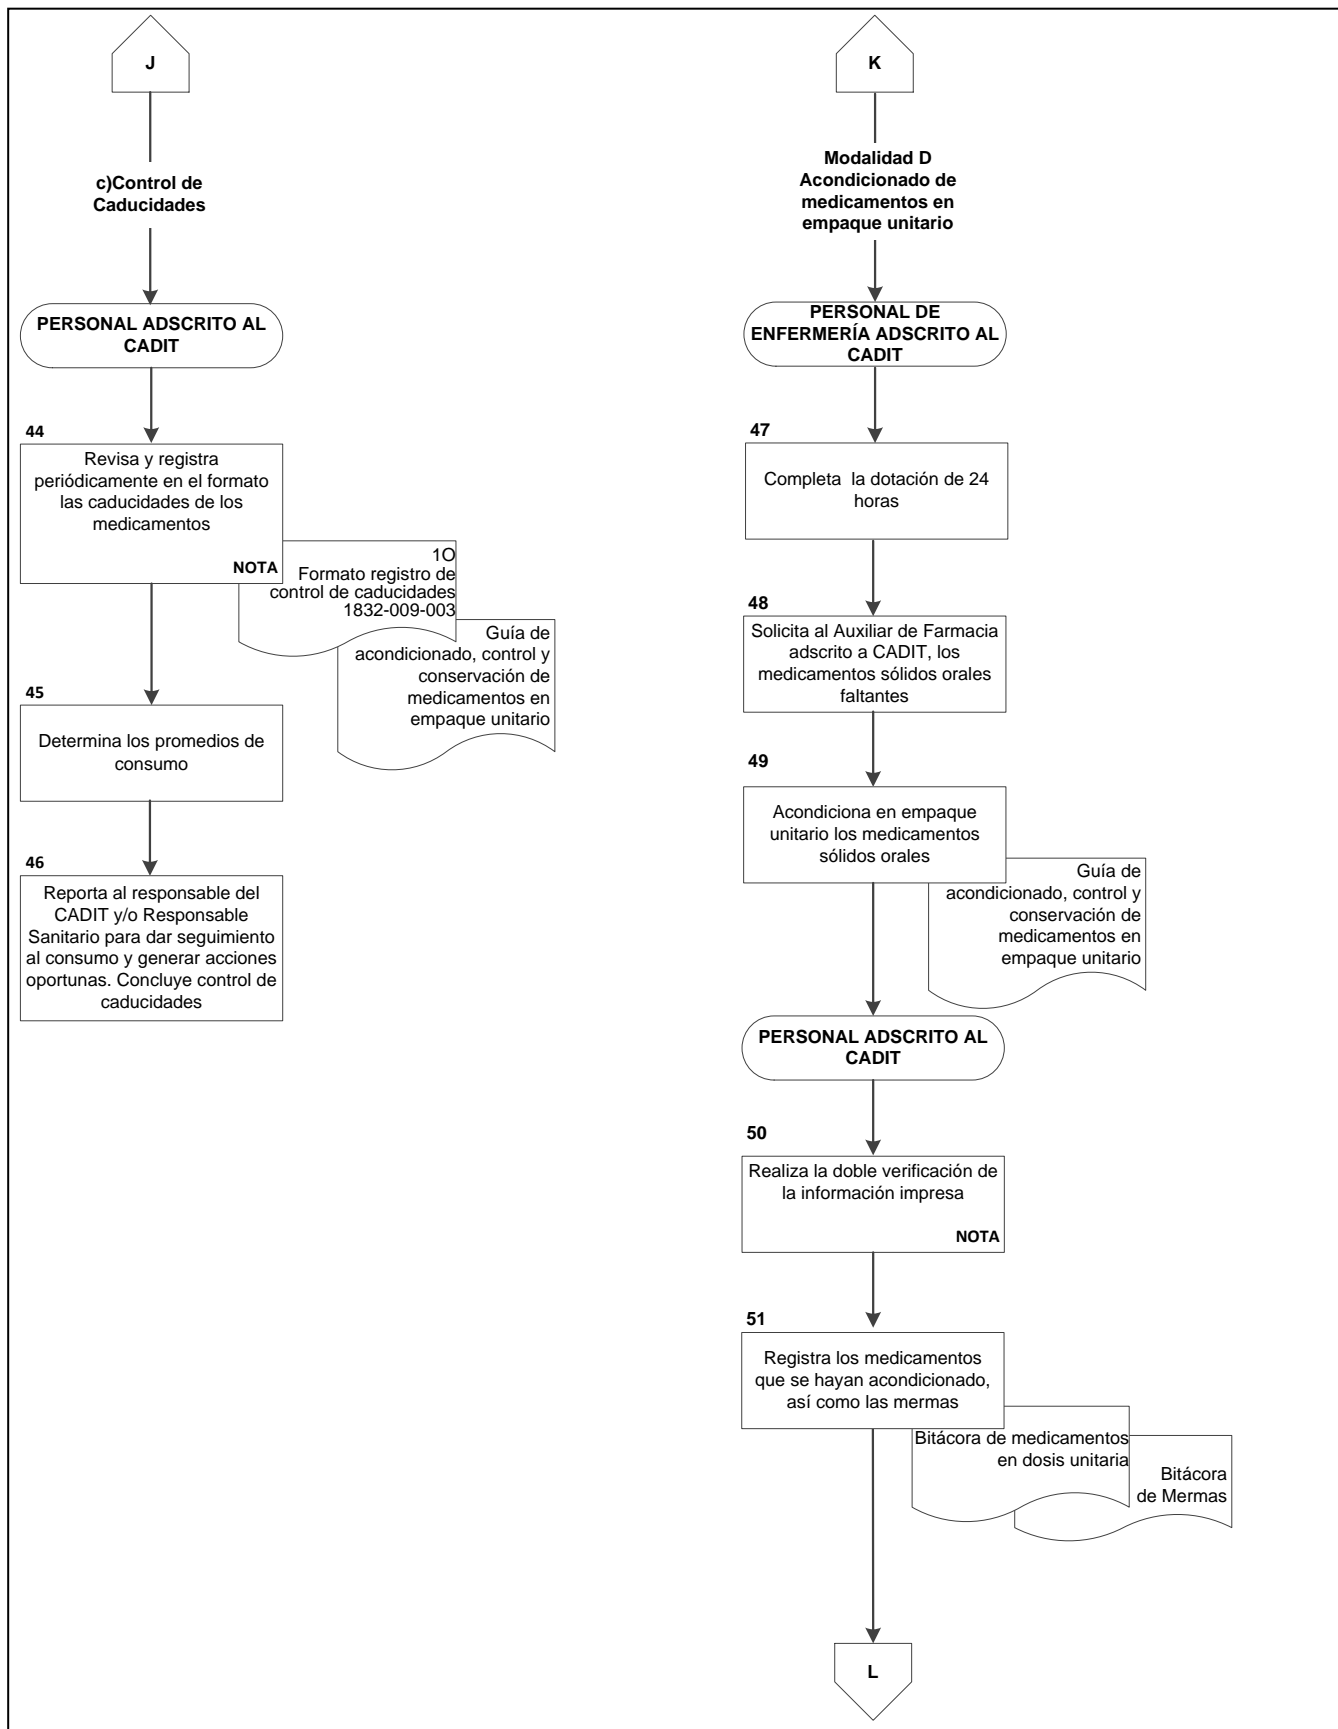 J
c)Control de
Caducidades
PERSONAL ADSCRITO AL
CADIT
44
Revisa y registra
periódicamente en el formato
las caducidades de los
medicamentos
NOTA
1O
Formato registro de
control de caducidades
1832-009-003
Guía de
acondicionado, control y
conservación de
medicamentos en
empaque unitario
45
Determina los promedios de
consumo
46
Reporta al responsable del
CADIT y/o Responsable
Sanitario para dar seguimiento
al consumo y generar acciones
oportunas. Concluye control de
caducidades
K
Modalidad D
Acondicionado de
medicamentos en
empaque unitario
PERSONAL DE
ENFERMERÍA ADSCRITO AL
CADIT
47
Completa  la dotación de 24
horas
48
Solicita al Auxiliar de Farmacia
adscrito a CADIT, los
medicamentos sólidos orales
faltantes
49
Acondiciona en empaque
unitario los medicamentos
sólidos orales
Guía de
acondicionado, control y
conservación de
medicamentos en
empaque unitario
PERSONAL ADSCRITO AL
CADIT
50
Realiza la doble verificación de
la información impresa
NOTA
51
Registra los medicamentos
que se hayan acondicionado,
así como las mermas
Bitácora de medicamentos
en dosis unitaria
Bitácora
de Mermas
L